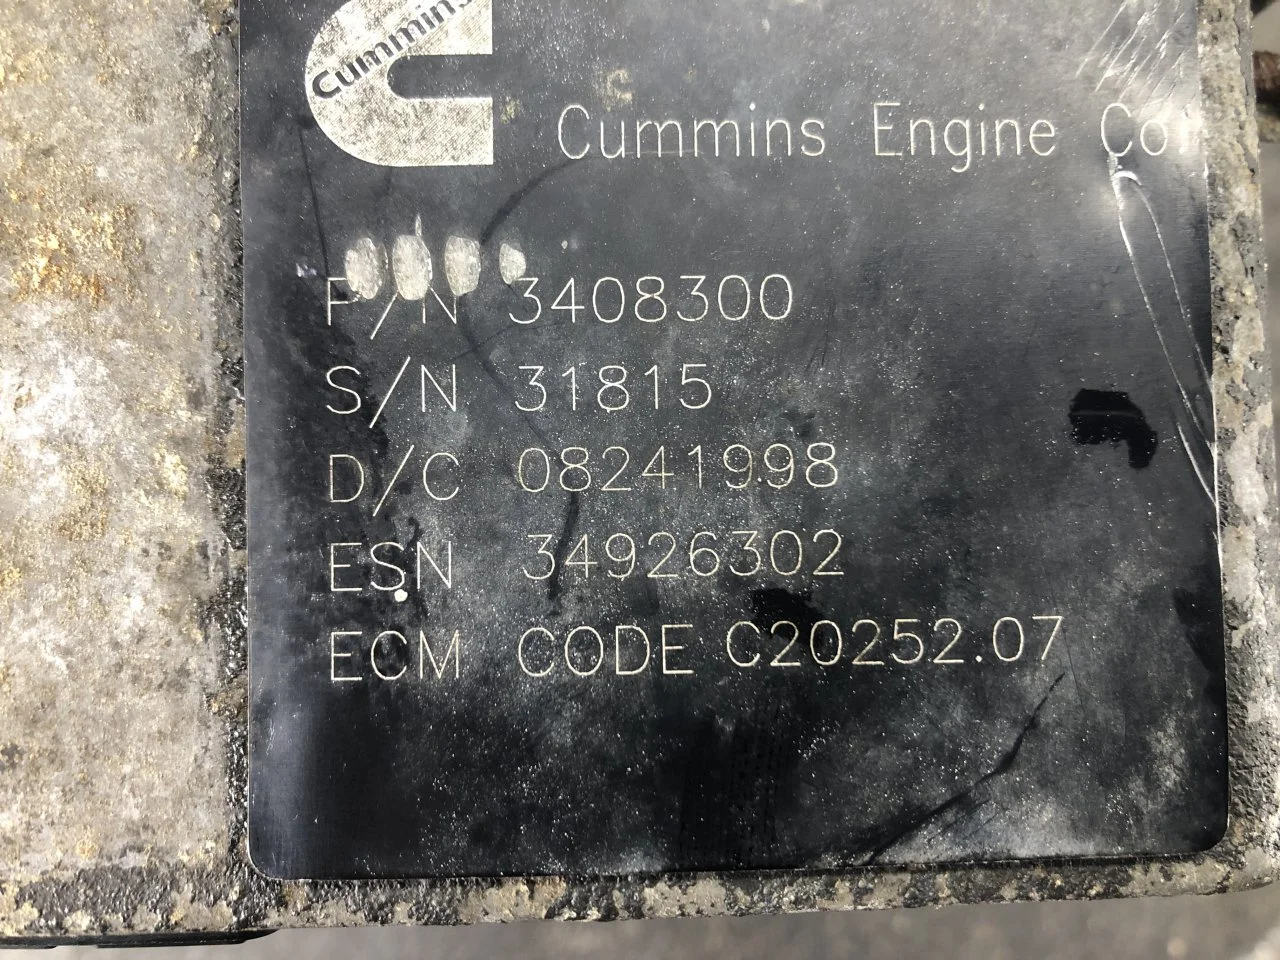 Cummins
Cummins Engine Co
P/N 3408300
S/N 31815
D/C 08241998
ESN 34926302
ECM CODE C20252.07